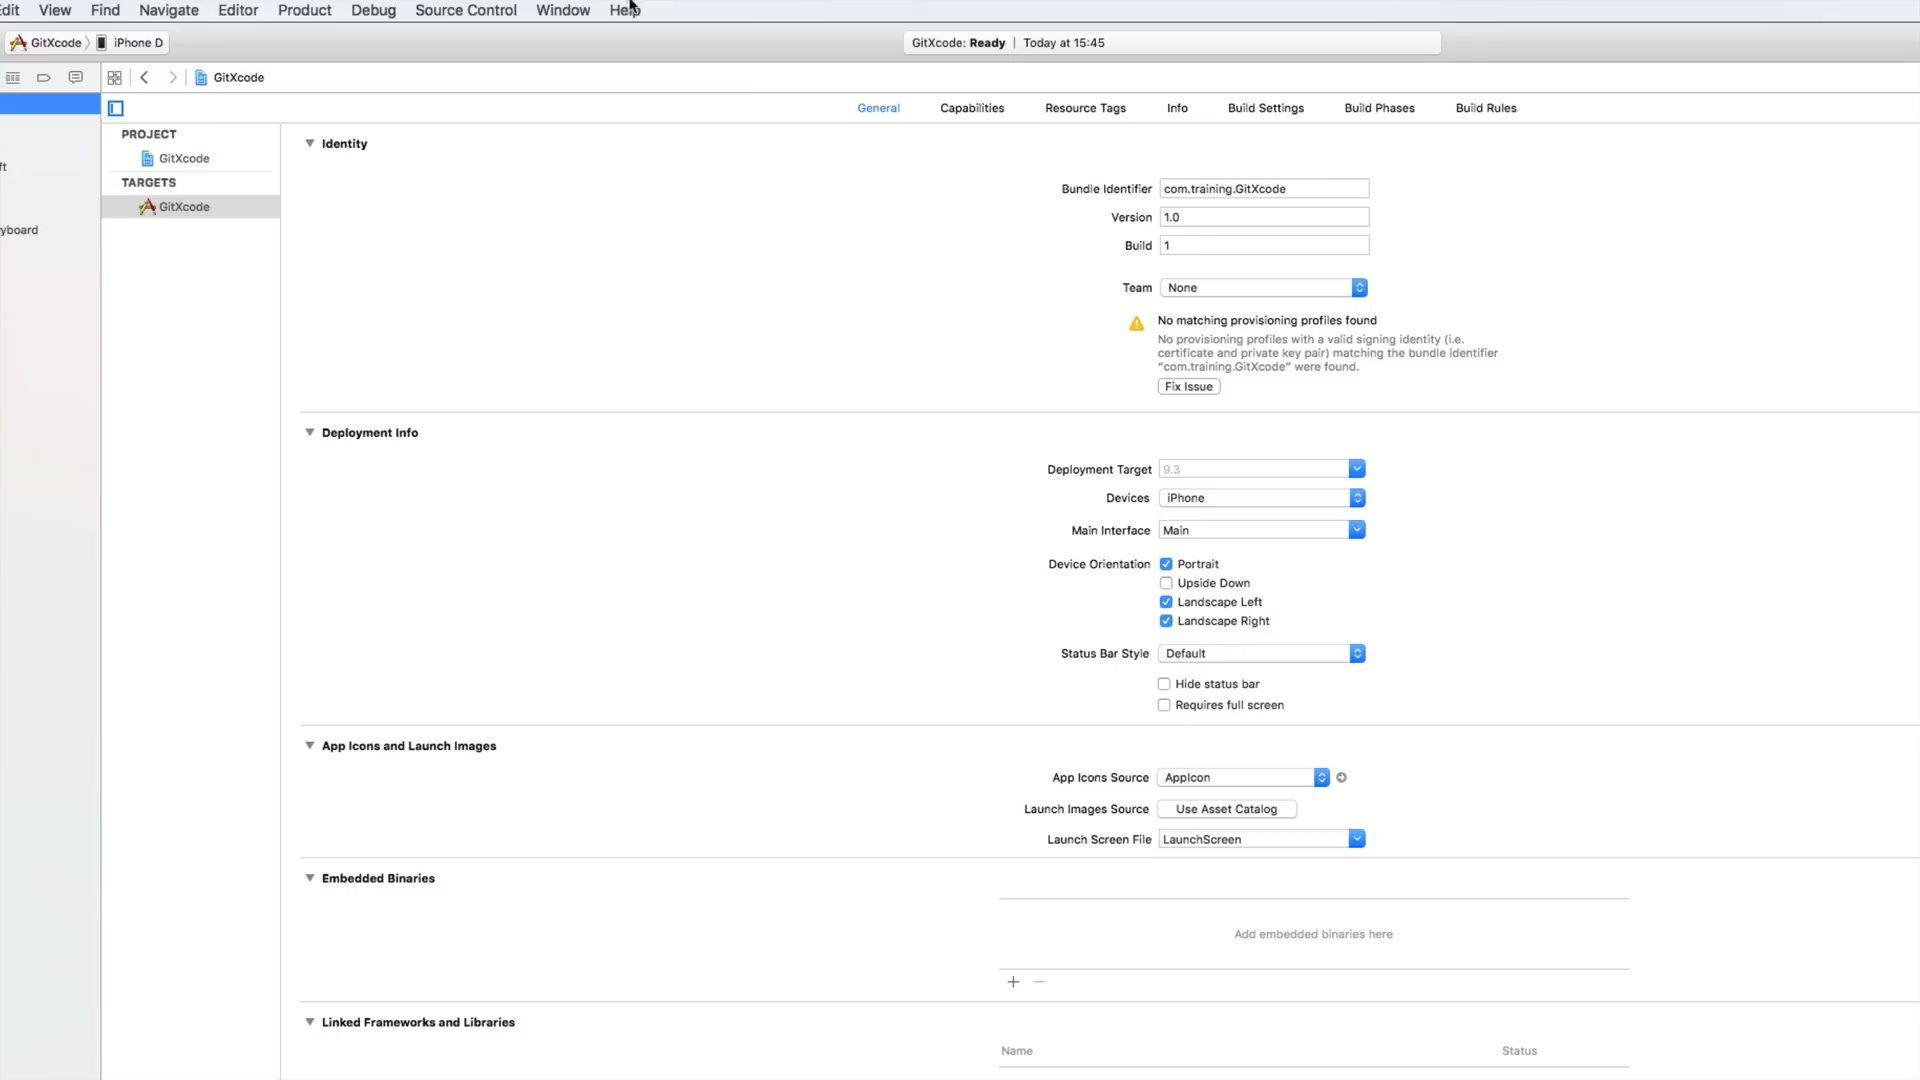 dit View Find Navigate Editor Product Debug Source Control Window Help
GitXcode iPhone D
GitXcode: Ready | Today at 15:45
GitXcode
General Capabilities Resource Tags Info Build Settings Build Phases Build Rules
PROJECT
GitXcode
TARGETS
GitXcode
ft
yboard
Identity
Bundle Identifier com.training.GitXcode
Version 1.0
Build 1
Team None
No matching provisioning profiles found
No provisioning profiles with a valid signing identity (i.e.
certificate and private key pair) matching the bundle identifier
“com.training.GitXcode” were found.
Fix Issue
Deployment Info
Deployment Target 9.3
Devices iPhone
Main Interface Main
Device Orientation Portrait
Upside Down
Landscape Left
Landscape Right
Status Bar Style Default
Hide status bar
Requires full screen
App Icons and Launch Images
App Icons Source AppIcon
Launch Images Source Use Asset Catalog
Launch Screen File LaunchScreen
Embedded Binaries
Add embedded binaries here
Linked Frameworks and Libraries
Name Status